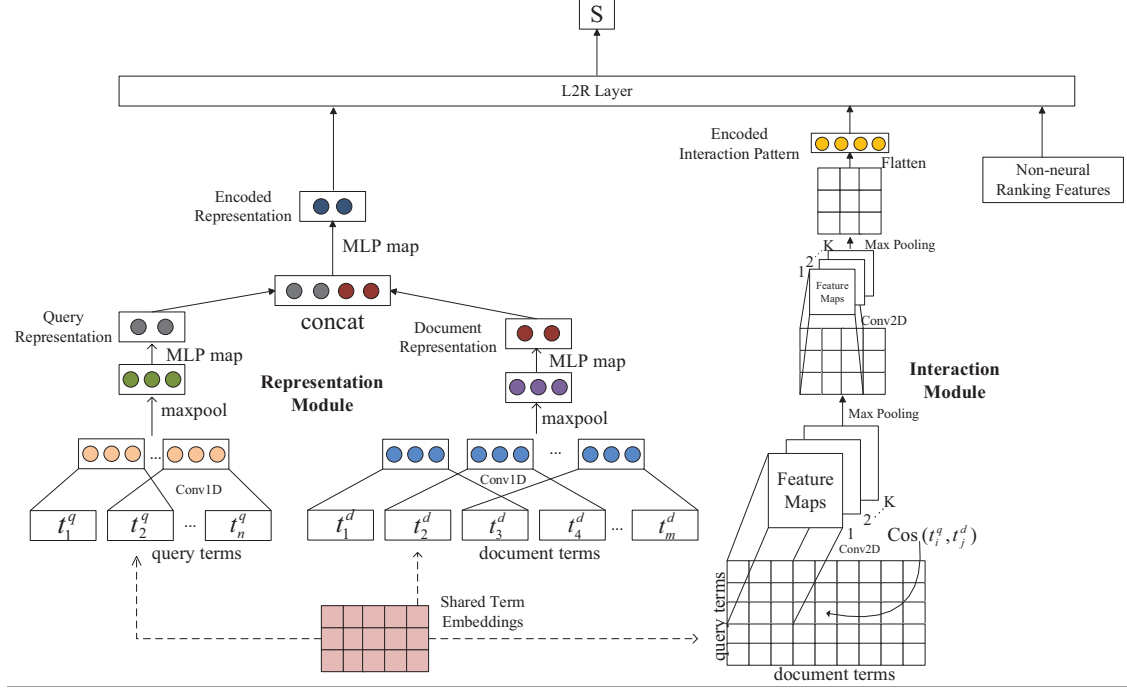 S
L2R Layer
Encoded
Interaction Pattern
Flatten
Non-neural
Ranking Features
Encoded
Representation
MLP map
K
2
1
Max Pooling
Feature
Maps
concat
Query
Representation
Document
Representation
Conv2D
MLP map
MLP map
Representation
Module
Interaction
Module
maxpool
maxpool
Max Pooling
...
...
Conv1D
Conv1D
Feature
Maps
K
2
1
t_1^q t_2^q ... t_n^q
t_1^d t_2^d t_3^d t_4^d ... t_m^d
Cos(t_i^q, t_j^d)
Conv2D
query terms
document terms
Shared Term
Embeddings
query terms
document terms